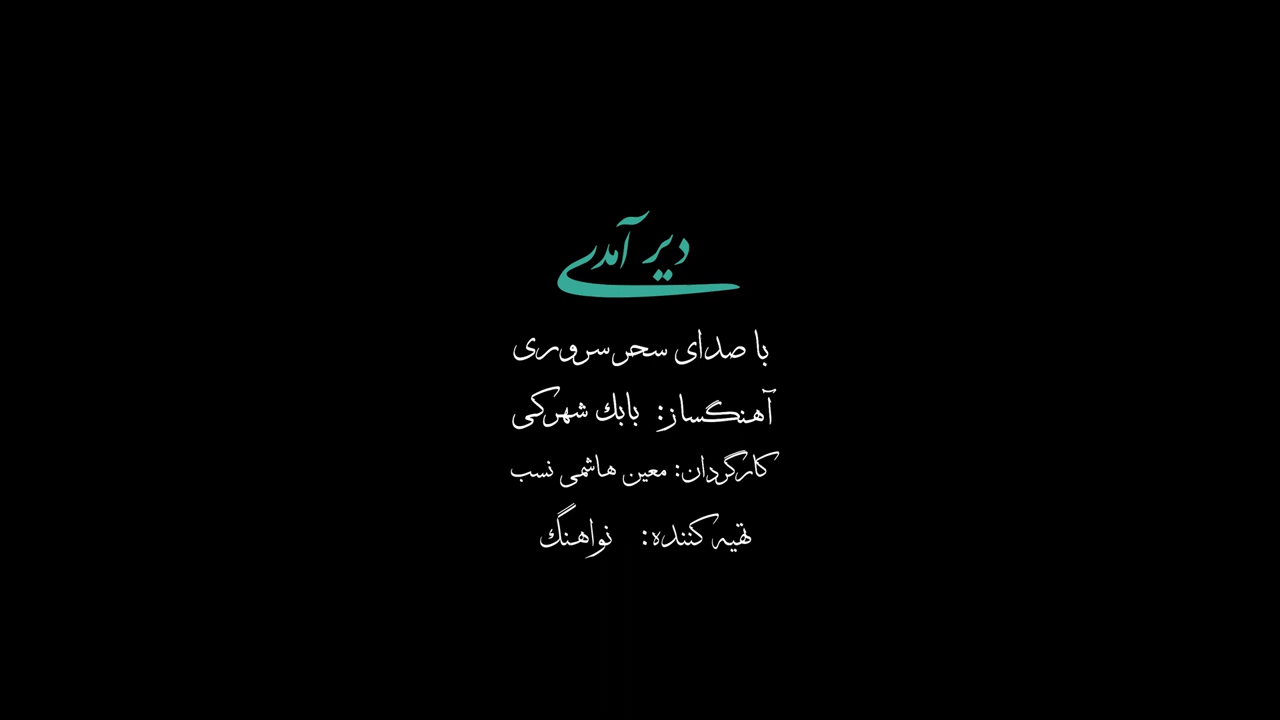 دیر آمدی
با صدای سحر سروری
آهنگساز: بابک شهرکی
کارگردان: معین هاشمی نسب
تهیه کننده: نواهنگ